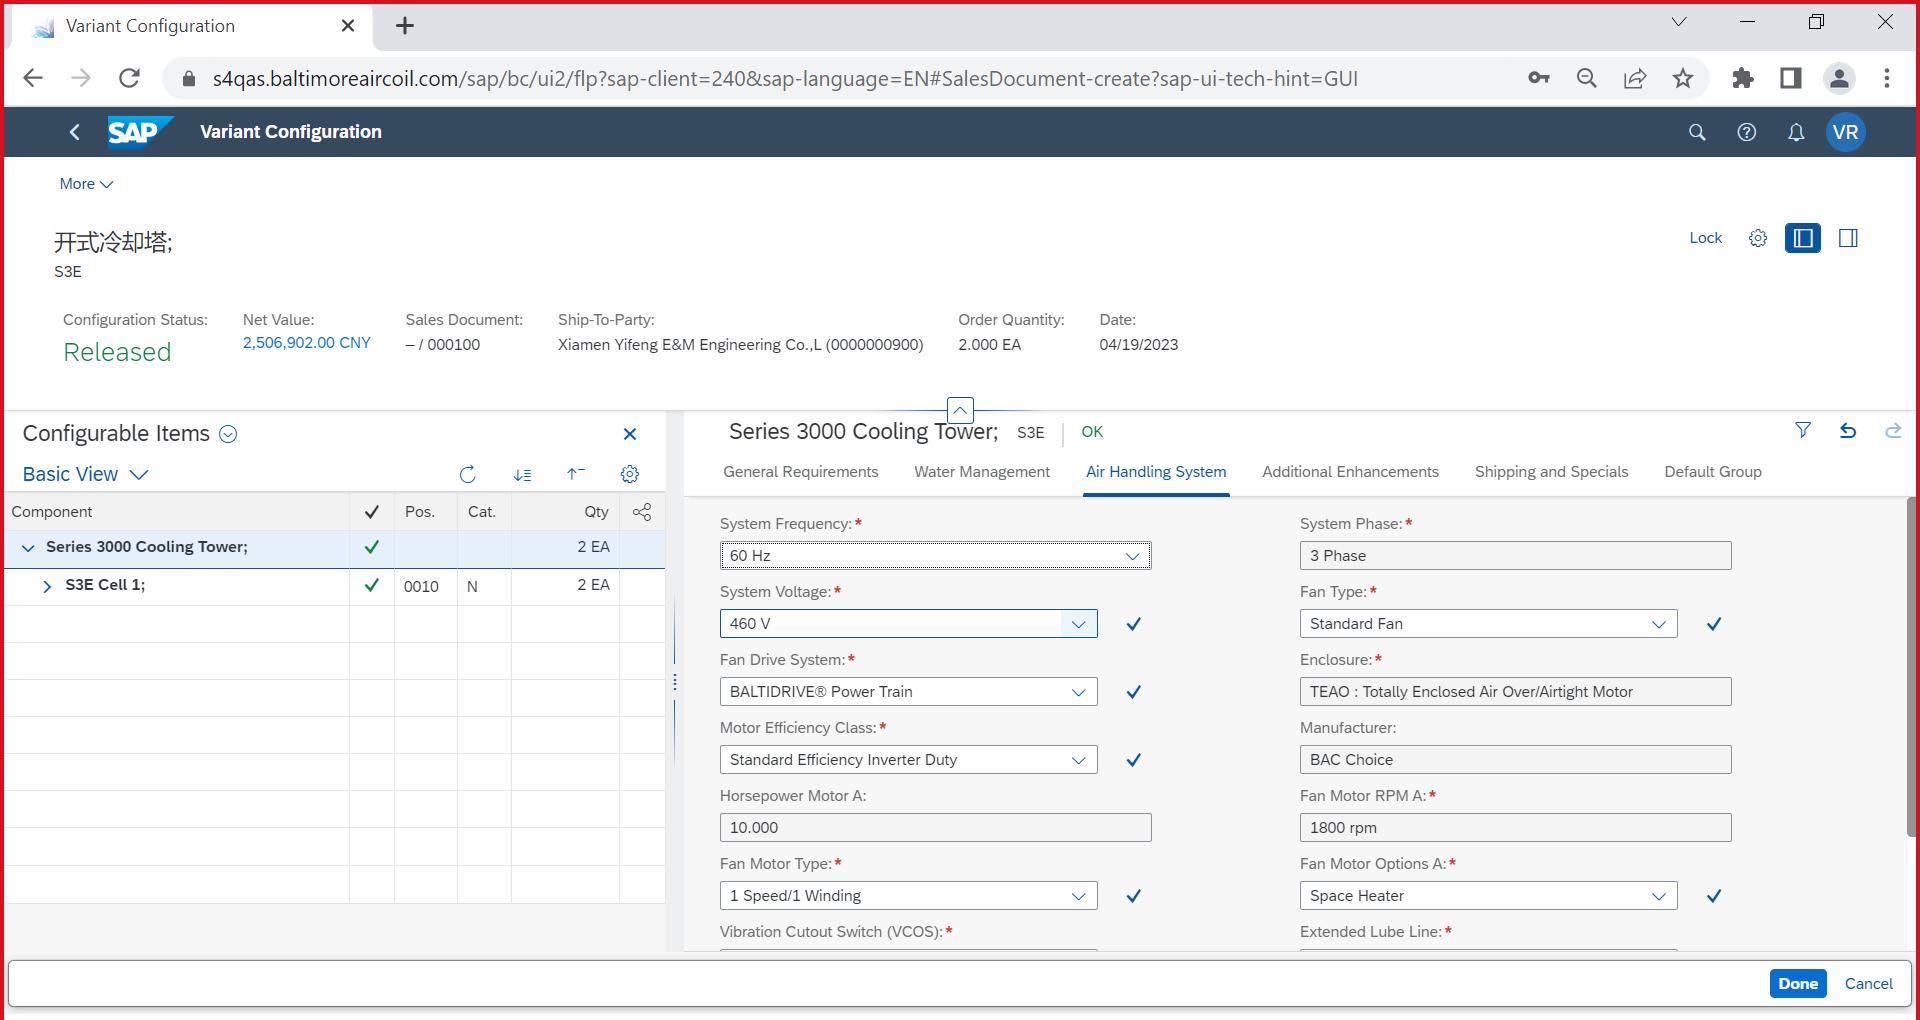 Variant Configuration
s4qas.baltimoreaircoil.com/sap/bc/ui2/flp?sap-client=240&sap-language=EN#SalesDocument-create?sap-ui-tech-hint=GUI
SAP Variant Configuration VR
More
开式冷却塔;
S3E
Lock
Configuration Status: Net Value: Sales Document: Ship-To-Party: Order Quantity: Date:
Released 2,506,902.00 CNY – / 000100 Xiamen Yifeng E&M Engineering Co.,L (0000000900) 2.000 EA 04/19/2023
Configurable Items
Basic View
Component Pos. Cat. Qty
Series 3000 Cooling Tower; 2 EA
S3E Cell 1; 0010 N 2 EA
Series 3000 Cooling Tower; S3E OK
General Requirements Water Management Air Handling System Additional Enhancements Shipping and Specials Default Group
System Frequency:* System Phase:*
60 Hz 3 Phase
System Voltage:* Fan Type:*
460 V Standard Fan
Fan Drive System:* Enclosure:*
BALTIDRIVE® Power Train TEAO : Totally Enclosed Air Over/Airtight Motor
Motor Efficiency Class:* Manufacturer:
Standard Efficiency Inverter Duty BAC Choice
Horsepower Motor A: Fan Motor RPM A:*
10.000 1800 rpm
Fan Motor Type:* Fan Motor Options A:*
1 Speed/1 Winding Space Heater
Vibration Cutout Switch (VCOS):* Extended Lube Line:*
Done Cancel